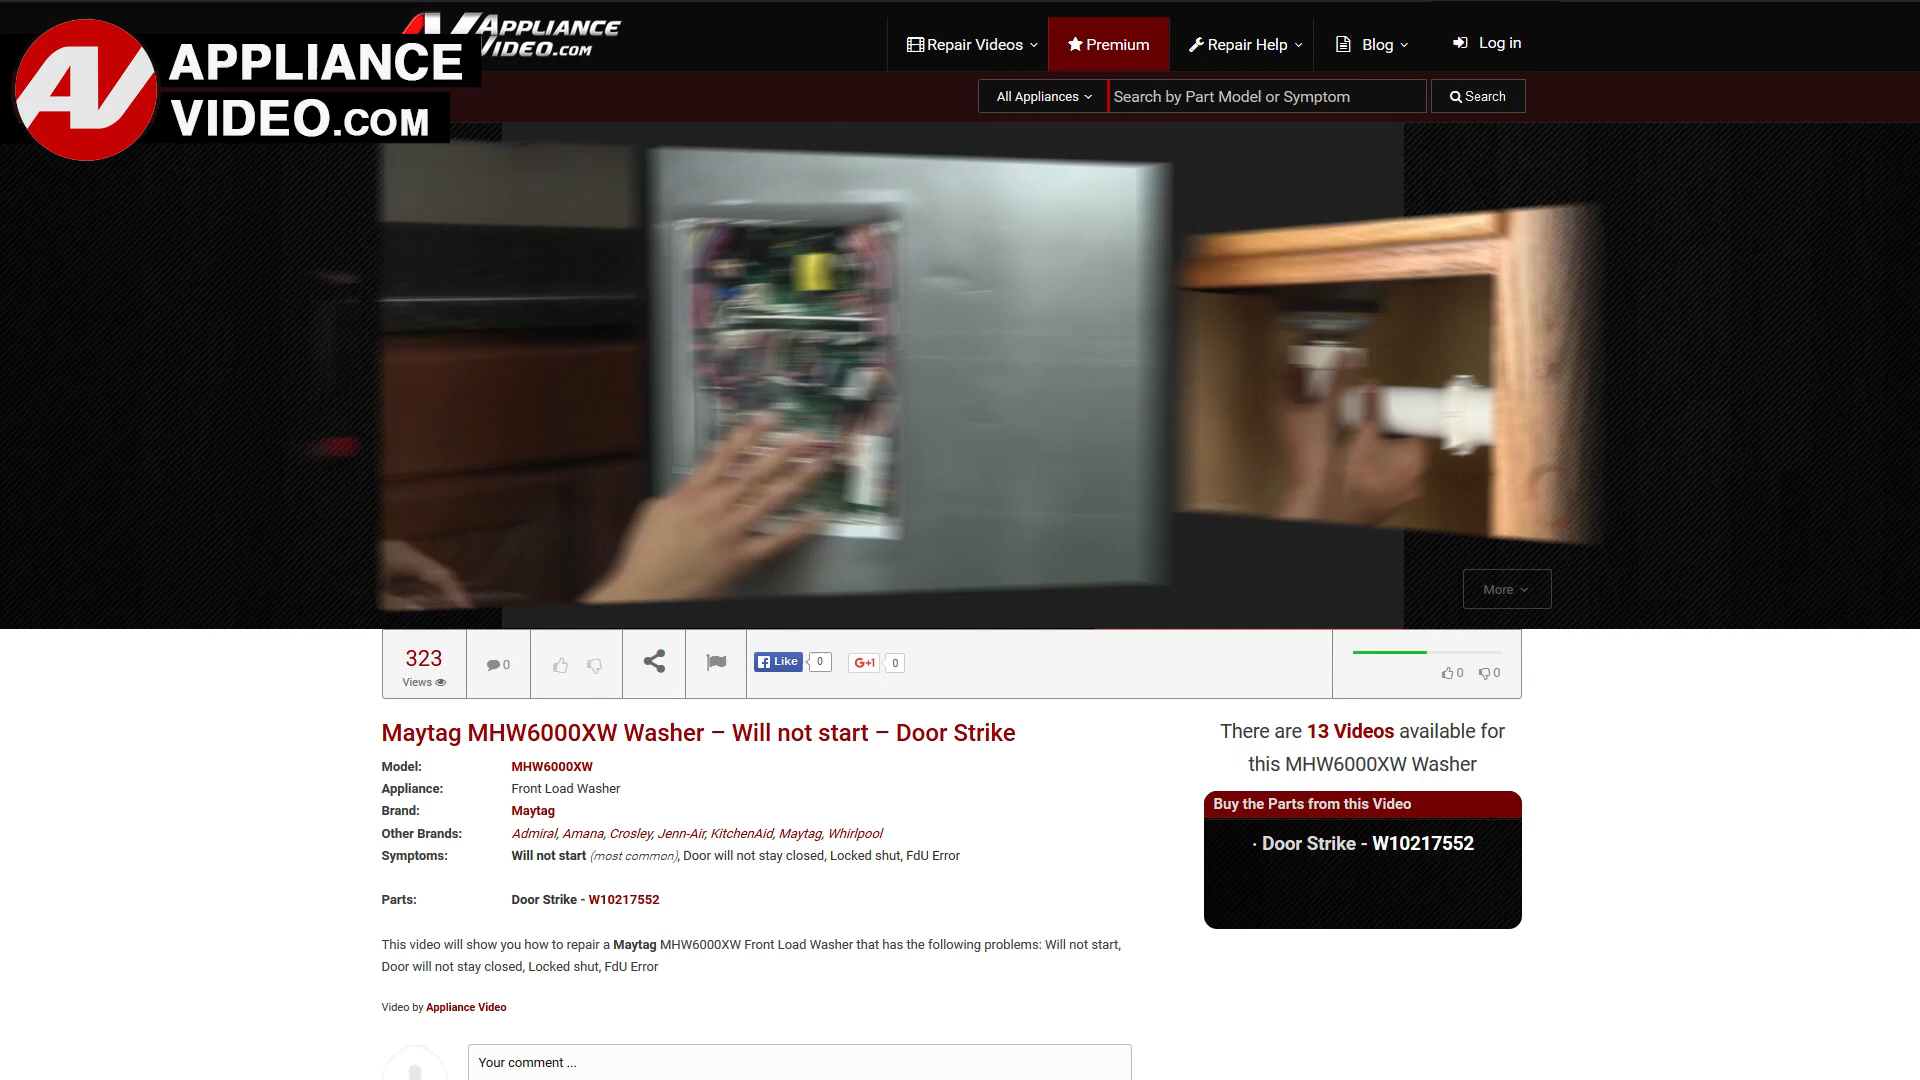 APPLIANCE
VIDEO.COM
APPLIANCE
VIDEO.COM
Repair Videos
Premium
Repair Help
Blog
Log in
All Appliances
Search by Part Model or Symptom
Search
More
323
Views
0
Like
0
G+1
0
0
0
Maytag MHW6000XW Washer – Will not start – Door Strike
Model: MHW6000XW
Appliance: Front Load Washer
Brand: Maytag
Other Brands: Admiral, Amana, Crosley, Jenn-Air, KitchenAid, Maytag, Whirlpool
Symptoms: Will not start (most common), Door will not stay closed, Locked shut, FdU Error
Parts: Door Strike - W10217552
This video will show you how to repair a Maytag MHW6000XW Front Load Washer that has the following problems: Will not start,
Door will not stay closed, Locked shut, FdU Error
Video by Appliance Video
Your comment ...
There are 13 Videos available for
this MHW6000XW Washer
Buy the Parts from this Video
· Door Strike - W10217552